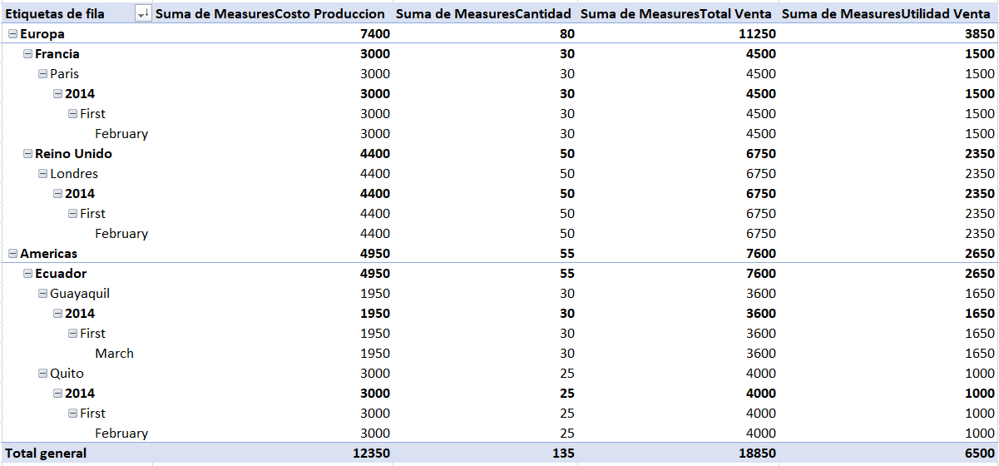 Etiquetas de fila Suma de MeasuresCosto Produccion Suma de MeasuresCantidad Suma de MeasuresTotal Venta Suma de MeasuresUtilidad Venta
Europa 7400 80 11250 3850
Francia 3000 30 4500 1500
Paris 3000 30 4500 1500
2014 3000 30 4500 1500
First 3000 30 4500 1500
February 3000 30 4500 1500
Reino Unido 4400 50 6750 2350
Londres 4400 50 6750 2350
2014 4400 50 6750 2350
First 4400 50 6750 2350
February 4400 50 6750 2350
Americas 4950 55 7600 2650
Ecuador 4950 55 7600 2650
Guayaquil 1950 30 3600 1650
2014 1950 30 3600 1650
First 1950 30 3600 1650
March 1950 30 3600 1650
Quito 3000 25 4000 1000
2014 3000 25 4000 1000
First 3000 25 4000 1000
February 3000 25 4000 1000
Total general 12350 135 18850 6500